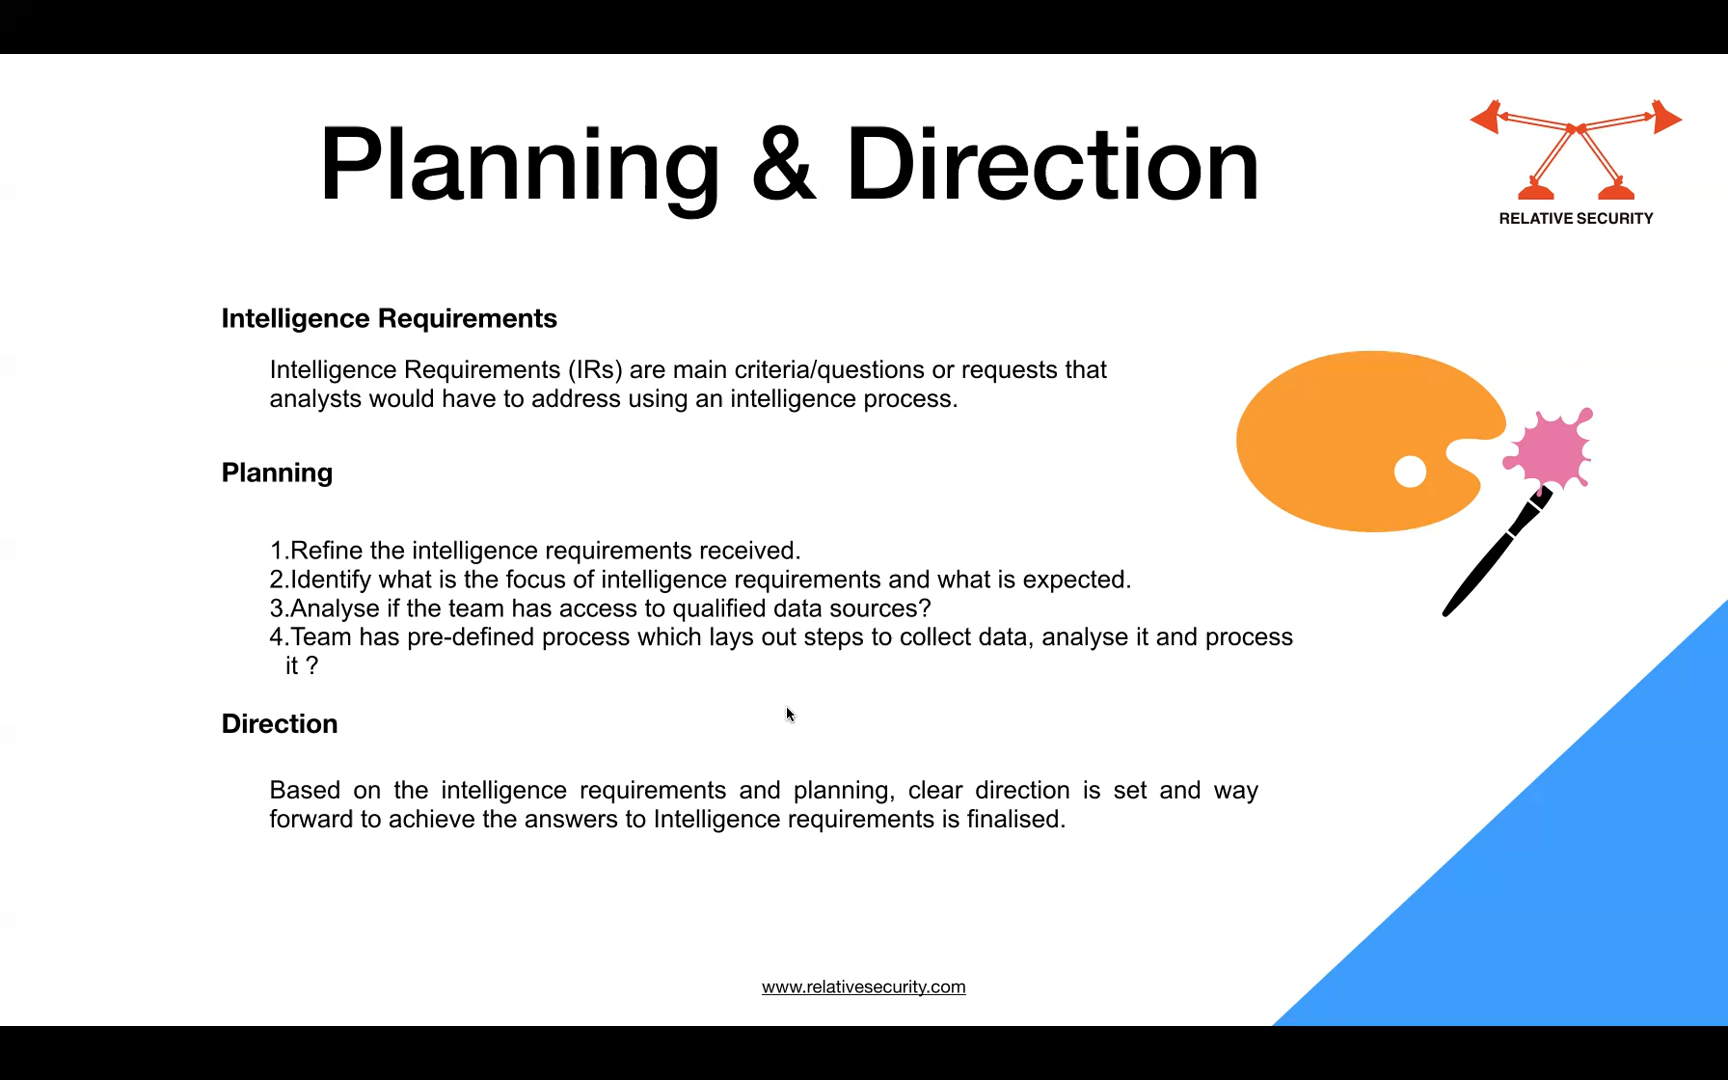 Planning & Direction
RELATIVE SECURITY
Intelligence Requirements
Intelligence Requirements (IRs) are main criteria/questions or requests that
analysts would have to address using an intelligence process.
Planning
1.Refine the intelligence requirements received.
2.Identify what is the focus of intelligence requirements and what is expected.
3.Analyse if the team has access to qualified data sources?
4.Team has pre-defined process which lays out steps to collect data, analyse it and process
it ?
Direction
Based on the intelligence requirements and planning, clear direction is set and way
forward to achieve the answers to Intelligence requirements is finalised.
www.relativesecurity.com